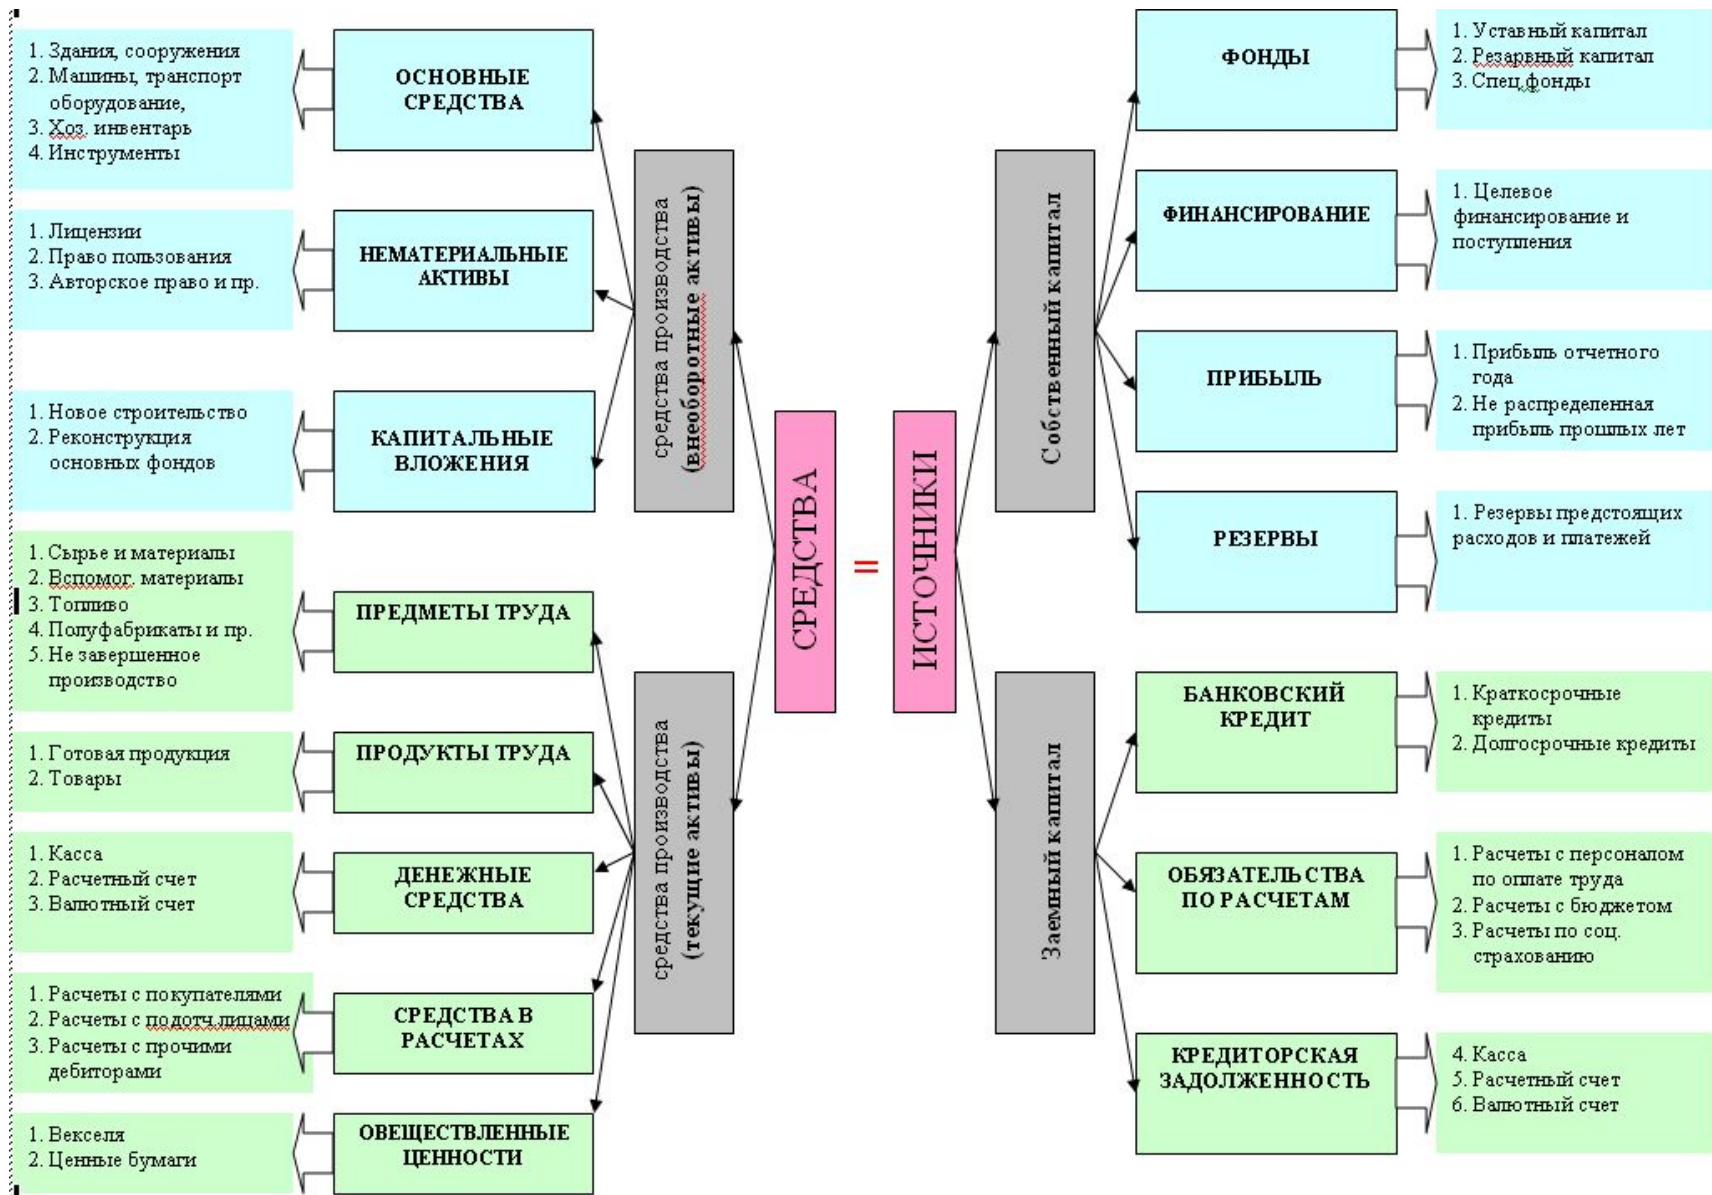 1. Здания, сооружения
2. Машины, транспорт
оборудование,
3. Хоз. инвентарь
4. Инструменты
ОСНОВНЫЕ
СРЕДСТВА
1. Лицензии
2. Право пользования
3. Авторское право и пр.
НЕМАТЕРИАЛЬНЫЕ
АКТИВЫ
1. Новое строительство
2. Реконструкция
основных фондов
КАПИТАЛЬНЫЕ
ВЛОЖЕНИЯ
средства производства
(внеоборотные активы)
1. Сырье и материалы
2. Вспомог. материалы
3. Топливо
4. Полуфабрикаты и пр.
5. Не завершенное
производство
ПРЕДМЕТЫ ТРУДА
1. Готовая продукция
2. Товары
ПРОДУКТЫ ТРУДА
1. Касса
2. Расчетный счет
3. Валютный счет
ДЕНЕЖНЫЕ
СРЕДСТВА
1. Расчеты с покупателями
2. Расчеты с подотч.лицами
3. Расчеты с прочими
дебиторами
СРЕДСТВА В
РАСЧЕТАХ
1. Векселя
2. Ценные бумаги
ОВЕЩЕСТВЛЕННЫЕ
ЦЕННОСТИ
средства производства
(текущие активы)
СРЕДСТВА
=
ИСТОЧНИКИ
Собственный капитал
ФОНДЫ
1. Уставный капитал
2. Резарвный капитал
3. Спец.фонды
ФИНАНСИРОВАНИЕ
1. Целевое
финансирование и
поступления
ПРИБЫЛЬ
1. Прибыль отчетного
года
2. Не распределенная
прибыль прошлых лет
РЕЗЕРВЫ
1. Резервы предстоящих
расходов и платежей
Заемный капитал
БАНКОВСКИЙ
КРЕДИТ
1. Краткосрочные
кредиты
2. Долгосрочные кредиты
ОБЯЗАТЕЛЬСТВА
ПО РАСЧЕТАМ
1. Расчеты с персоналом
по оплате труда
2. Расчеты с бюджетом
3. Расчеты по соц.
страхованию
КРЕДИТОРСКАЯ
ЗАДОЛЖЕННОСТЬ
4. Касса
5. Расчетный счет
6. Валютный счет